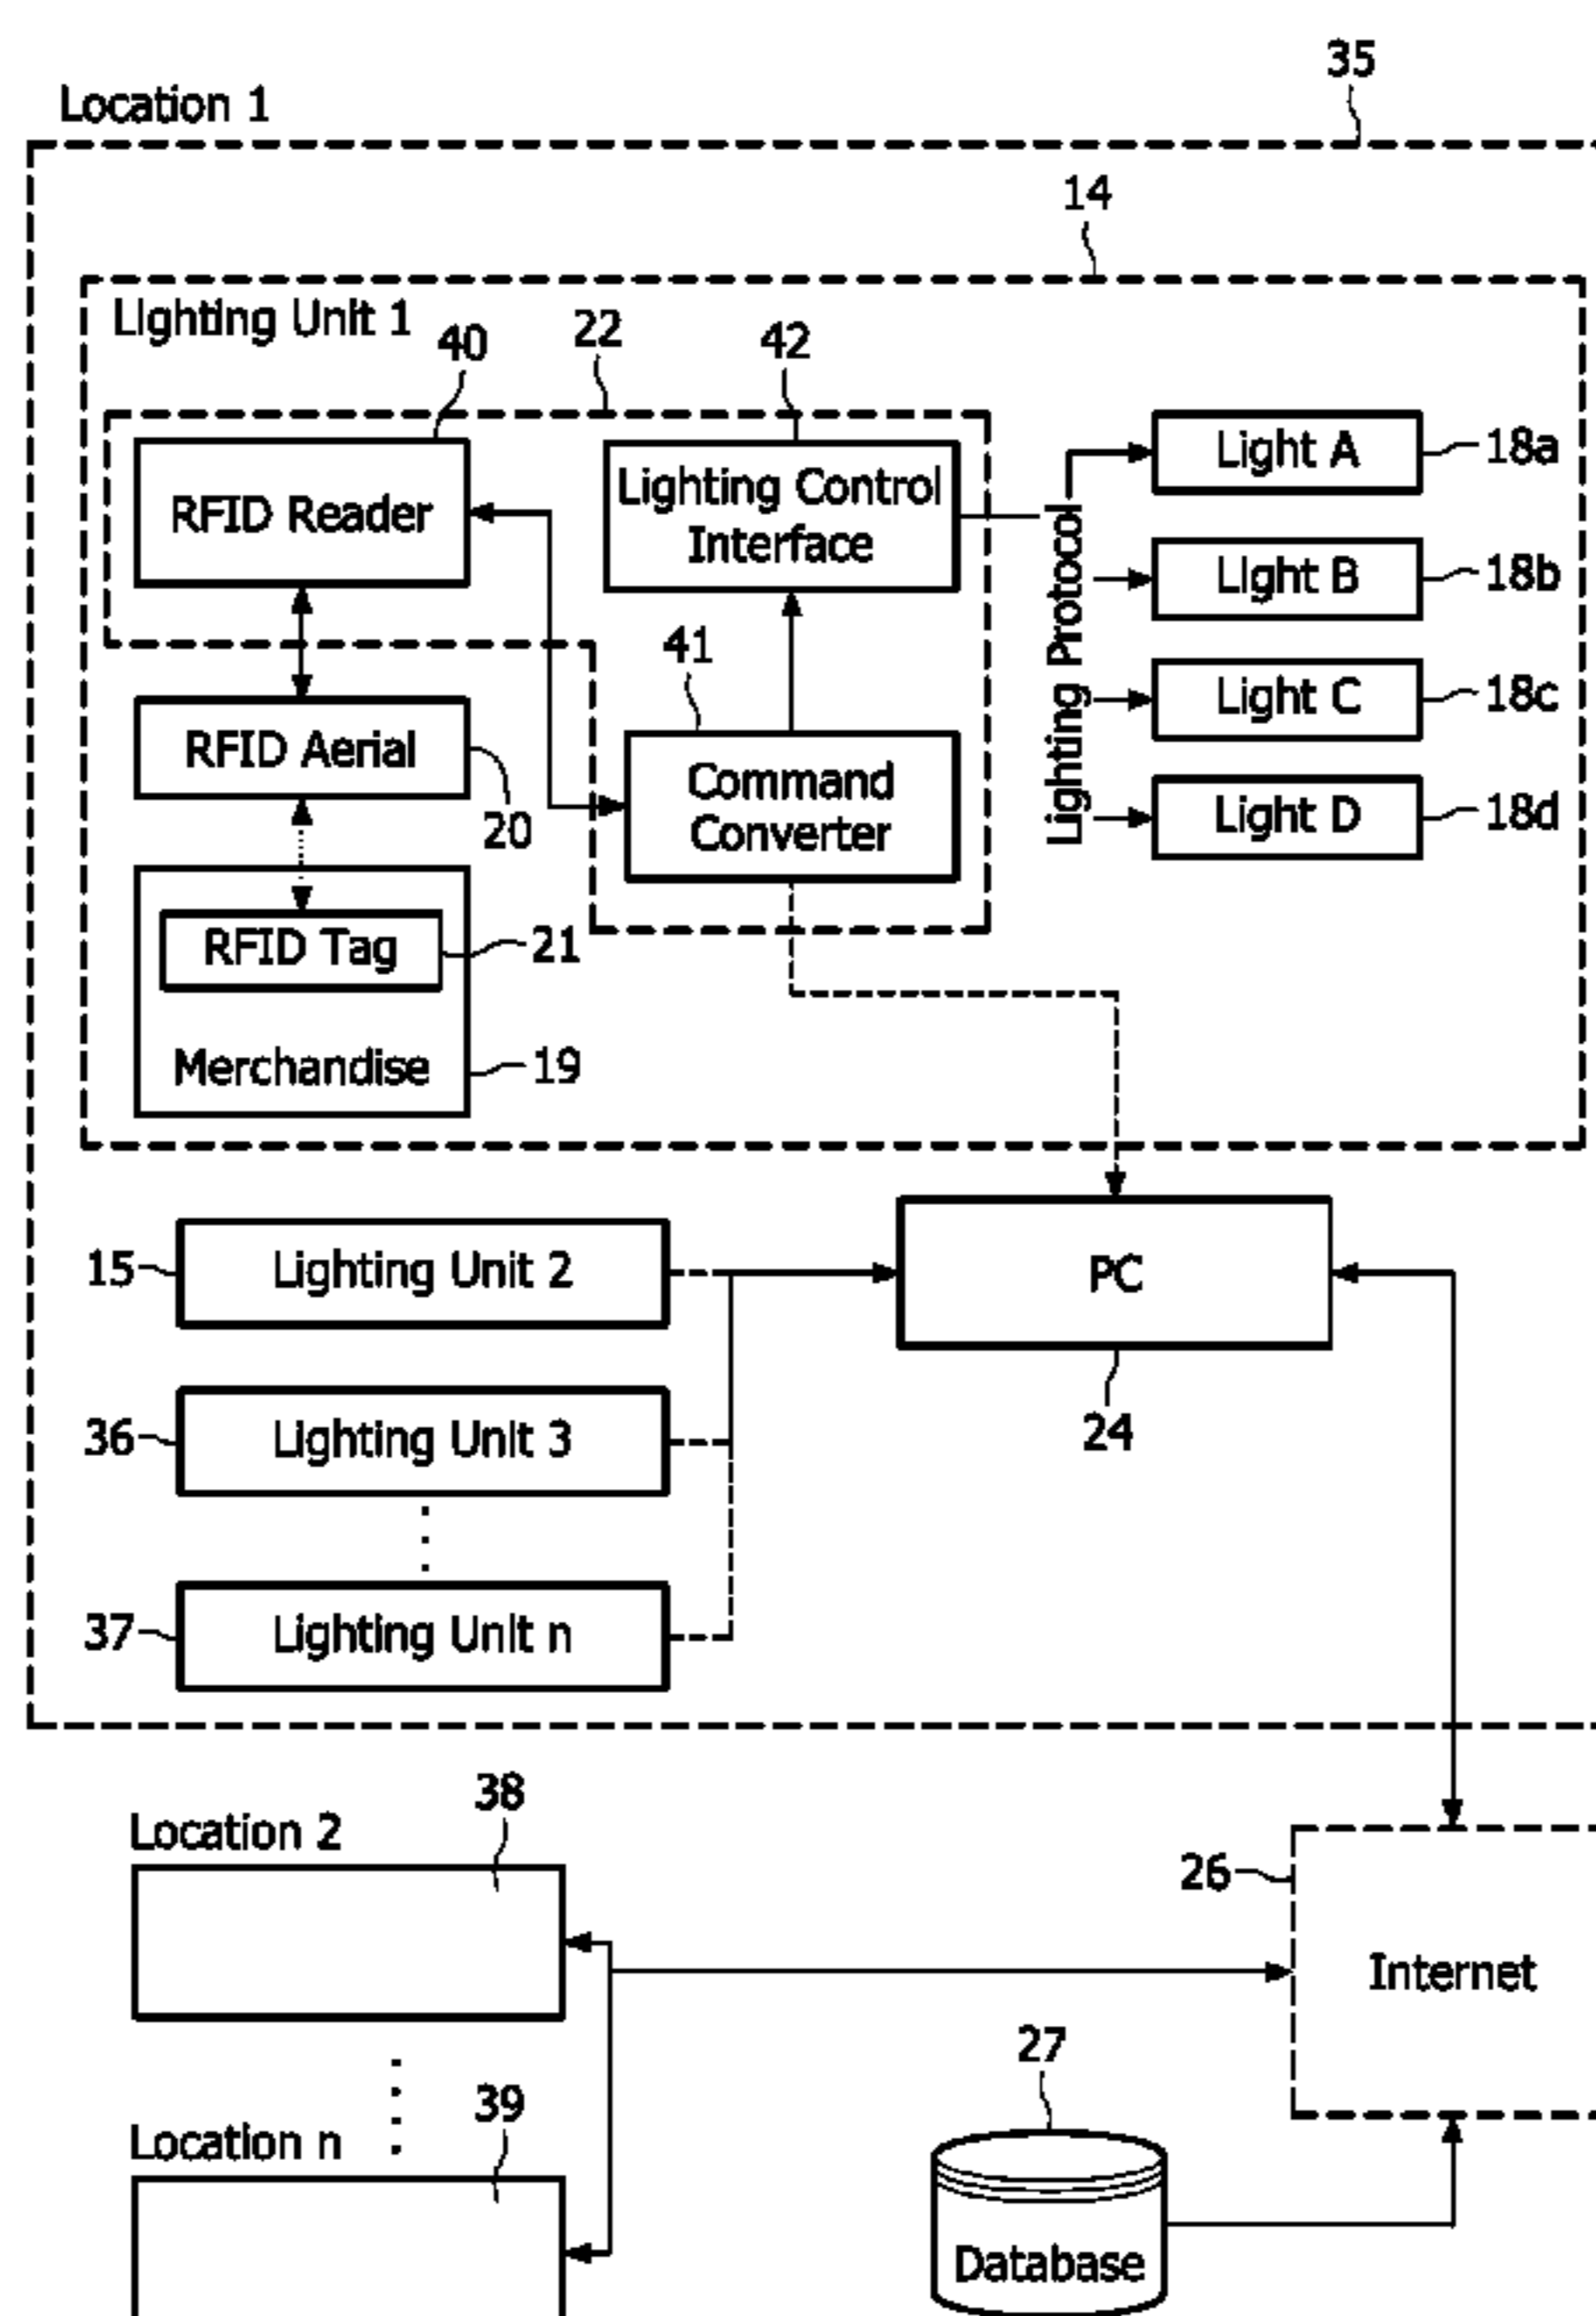 35
Location 1
14
Lighting Unit 1
40
22
42
RFID Reader
Lighting Control
Interface
Light A
18a
Light B
18b
Lighting Protocol
41
Light C
18c
RFID Aerial
20
Command
Converter
Light D
18d
RFID Tag
21
Merchandise
19
15
Lighting Unit 2
PC
24
36
Lighting Unit 3
37
Lighting Unit n
38
Location 2
26
Internet
27
39
Location n
Database